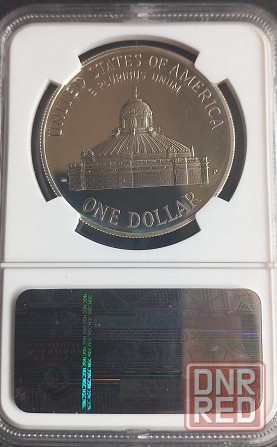 UNITED STATES OF AMERICA
E PLURIBUS UNUM
P
ONE DOLLAR
DNR
RED